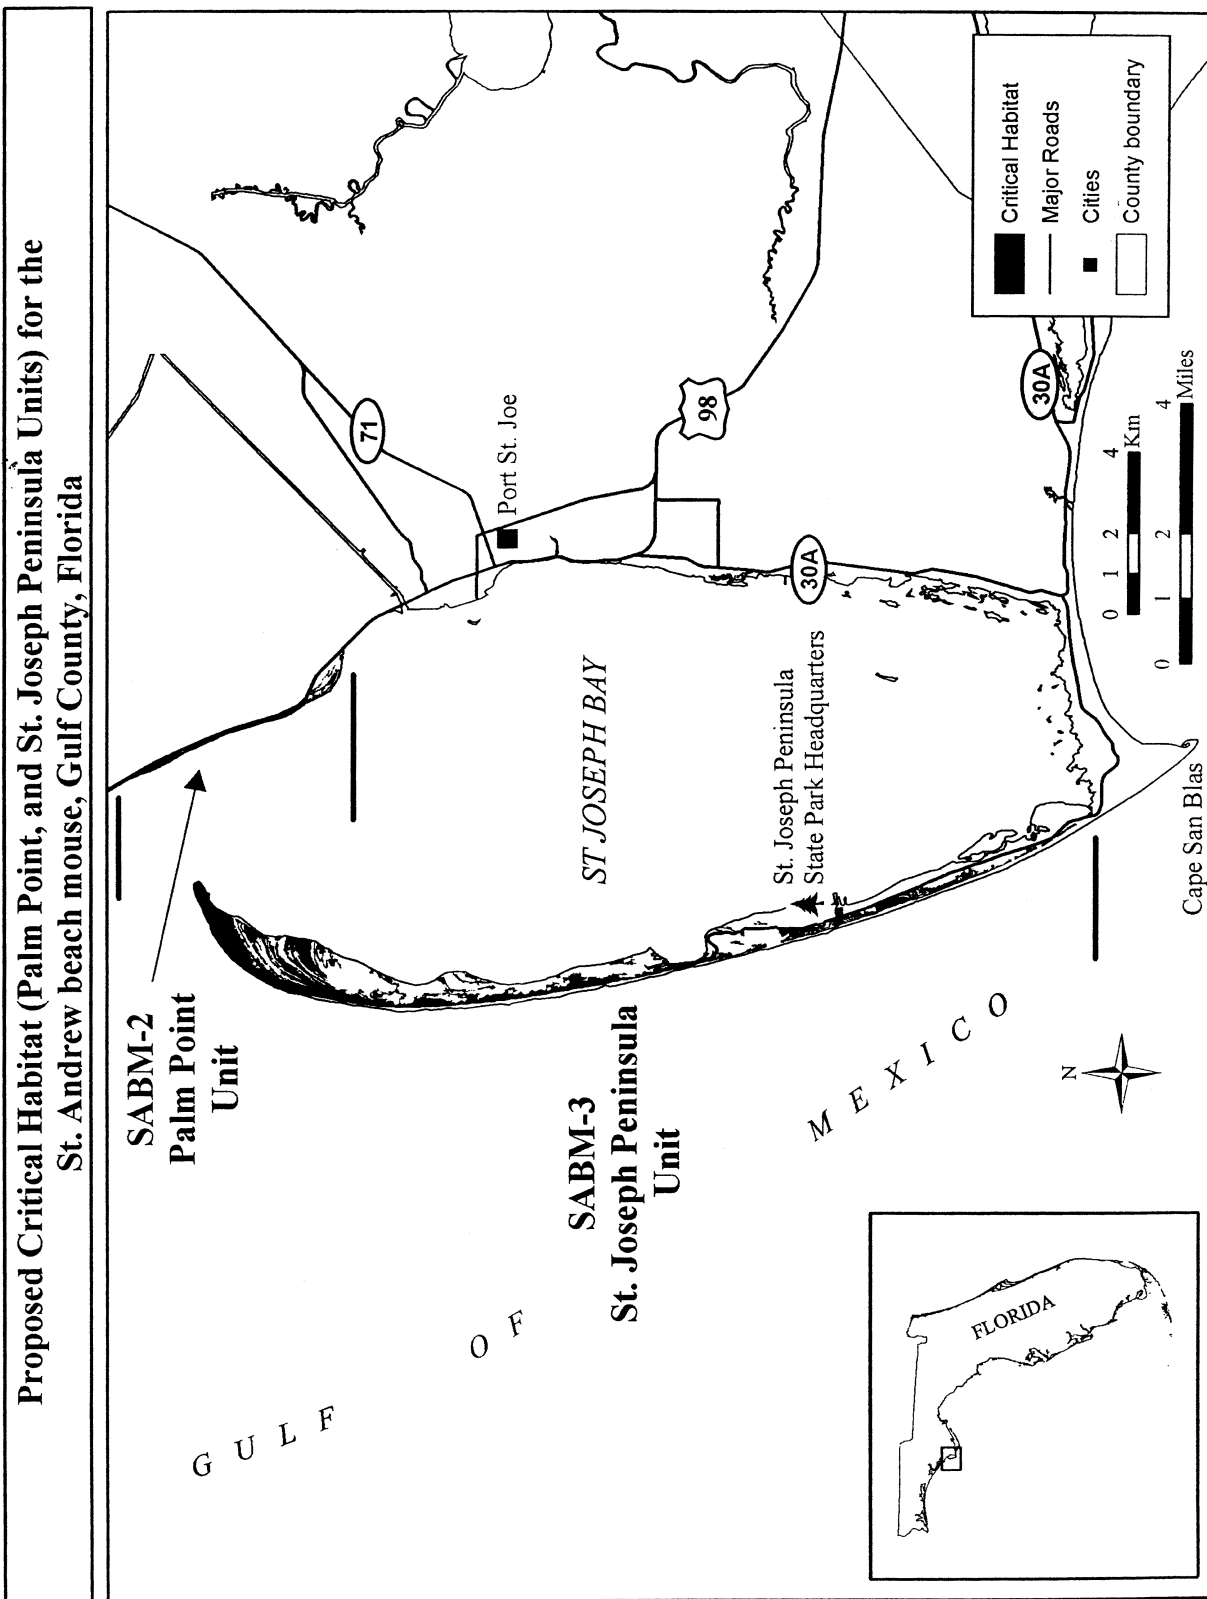 Proposed Critical Habitat (Palm Point, and St. Joseph Peninsula Units) for the
St. Andrew beach mouse, Gulf County, Florida
SABM-2
Palm Point
Unit
71
Port St. Joe
98
ST JOSEPH BAY
SABM-3
St. Joseph Peninsula
Unit
St. Joseph Peninsula
State Park Headquarters
30A
30A
GULF
OF
MEXICO
Cape San Blas
N
FLORIDA
0 1 2 4
Km
0 1 2 4
Miles
Critical Habitat
Major Roads
Cities
County boundary